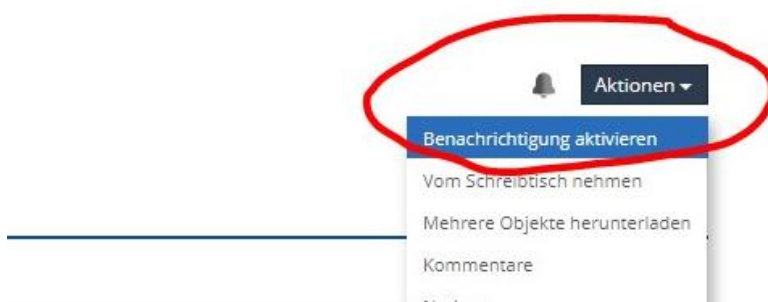 Aktionen
Benachrichtigung aktivieren
Vom Schreibtisch nehmen
Mehrere Objekte herunterladen
Kommentare